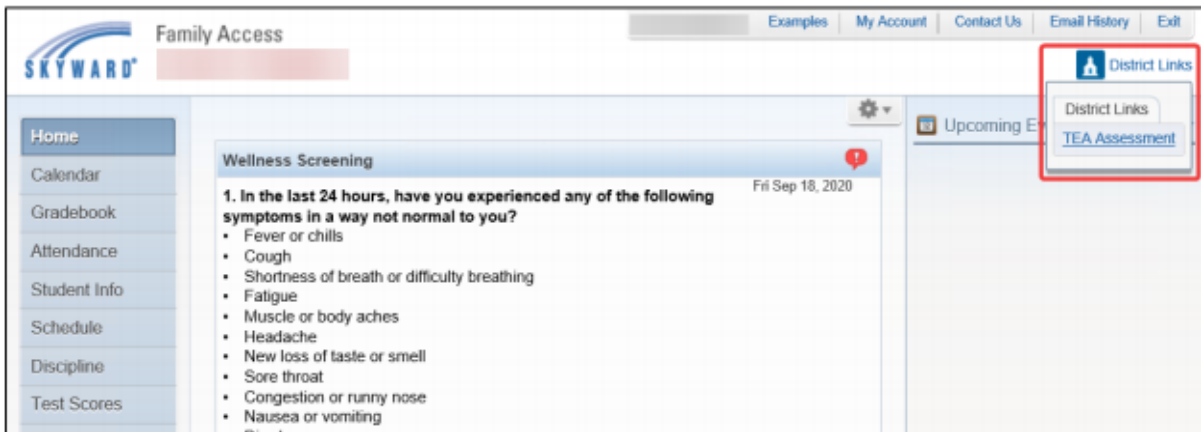 Family Access
SKYWARD®
Examples
My Account
Contact Us
Email History
Exit
District Links
District Links
TEA Assessment
Home
Calendar
Gradebook
Attendance
Student Info
Schedule
Discipline
Test Scores
Wellness Screening
Fri Sep 18, 2020
1. In the last 24 hours, have you experienced any of the following
symptoms in a way not normal to you?
• Fever or chills
• Cough
• Shortness of breath or difficulty breathing
• Fatigue
• Muscle or body aches
• Headache
• New loss of taste or smell
• Sore throat
• Congestion or runny nose
• Nausea or vomiting
Upcoming Ev